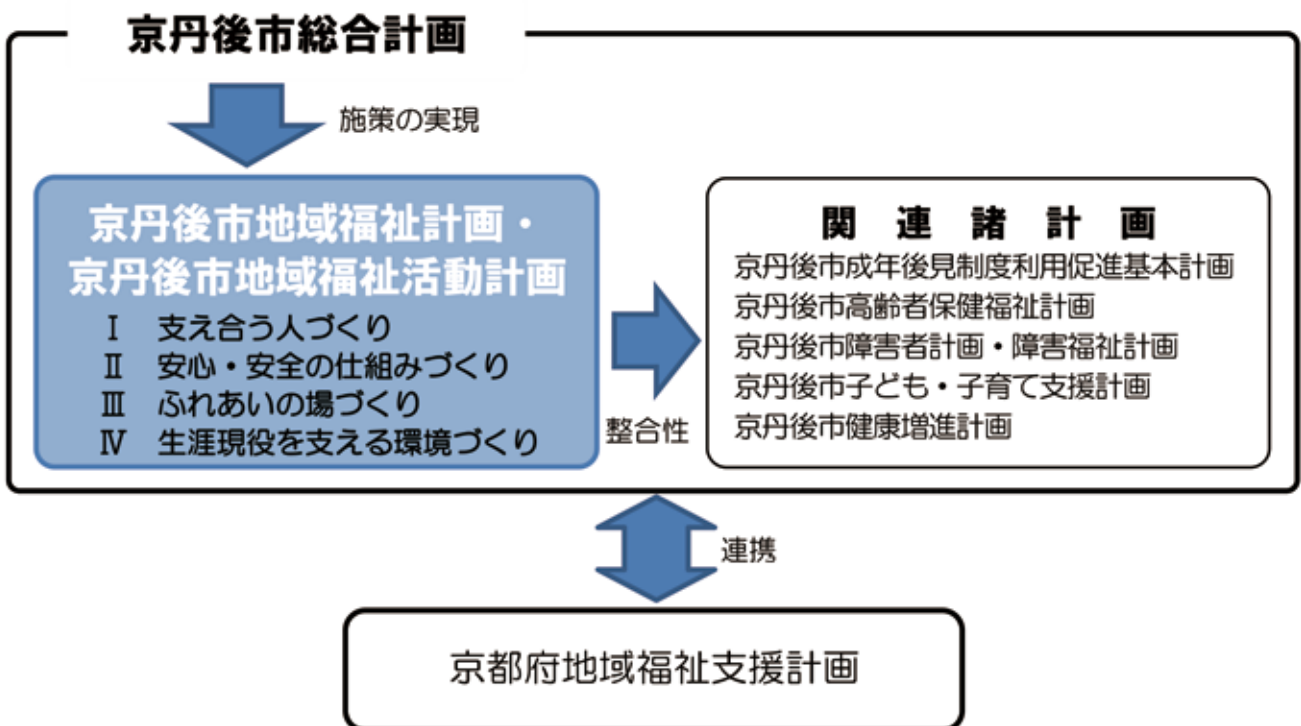 京丹後市総合計画
施策の実現
京丹後市地域福祉計画・
京丹後市地域福祉活動計画
Ⅰ 支え合う人づくり
Ⅱ 安心・安全の仕組みづくり
Ⅲ ふれあいの場づくり
Ⅳ 生涯現役を支える環境づくり
整合性
関連諸計画
京丹後市成年後見制度利用促進基本計画
京丹後市高齢者保健福祉計画
京丹後市障害者計画・障害福祉計画
京丹後市子ども・子育て支援計画
京丹後市健康増進計画
連携
京都府地域福祉支援計画